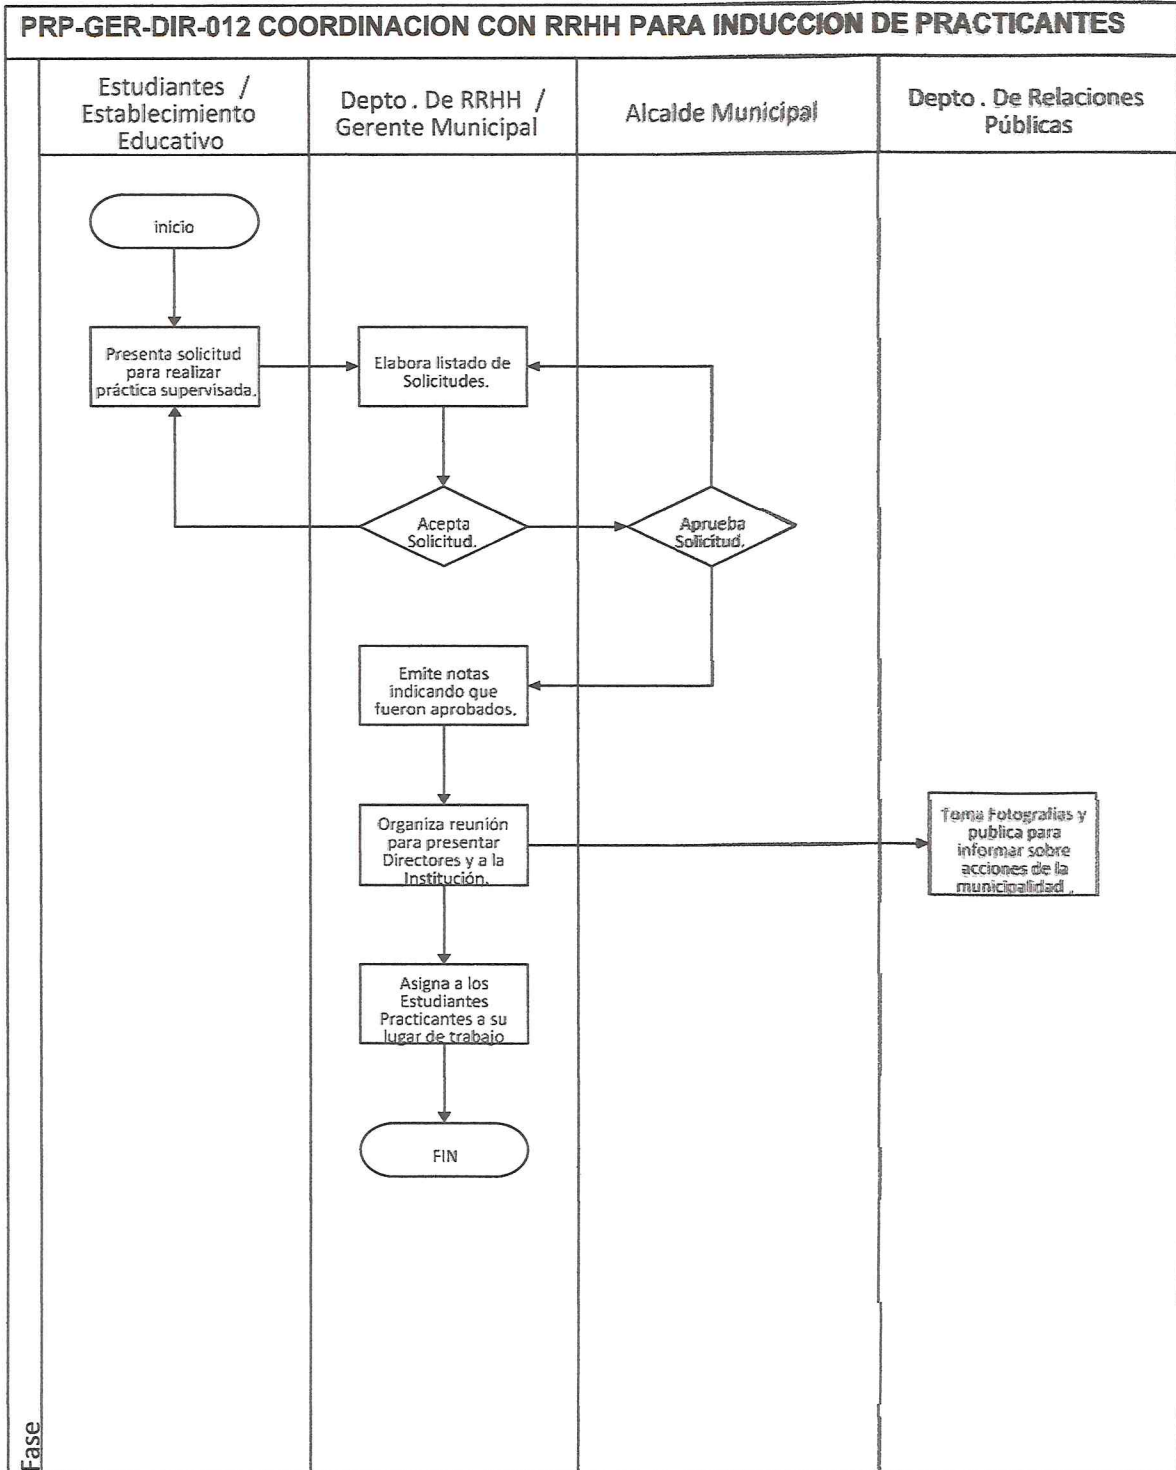 PRP-GER-DIR-012 COORDINACION CON RRHH PARA INDUCCION DE PRACTICANTES
Estudiantes /
Establecimiento
Educativo
Depto . De RRHH /
Gerente Municipal
Alcalde Municipal
Depto . De Relaciones
Públicas
inicio
Presenta solicitud
para realizar
práctica supervisada.
Elabora listado de
Solicitudes.
Acepta
Solicitud.
Aprueba
Solicitud.
Emite notas
indicando que
fueron aprobados.
Organiza reunión
para presentar
Directores y a la
Institución.
Toma Fotografías y
publica para
informar sobre
acciones de la
municipalidad .
Asigna a los
Estudiantes
Practicantes a su
lugar de trabajo
FIN
Fase